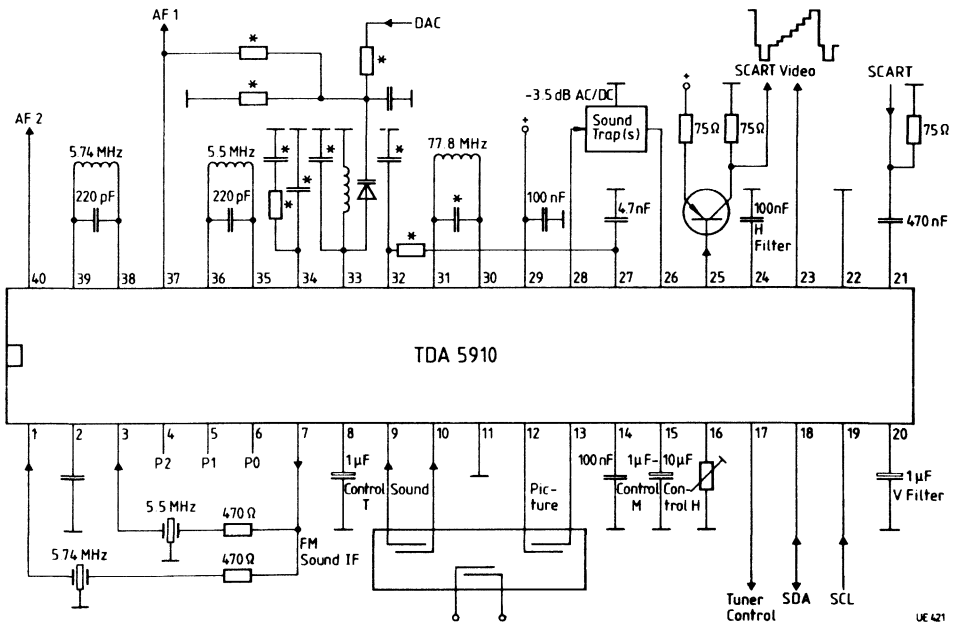 AF 1
DAC
*
*
*
SCART Video
SCART
AF 2
-3.5 dB AC/DC
Sound
Trap(s)
+
75Ω
75Ω
75Ω
5.74 MHz
5.5 MHz
77.8 MHz
+
220 pF
220 pF
*
*
*
*
*
*
*
100 nF
4.7nF
100nF
H
Filter
470 nF
40 39 38 37 36 35 34 33 32 31 30 29 28 27 26 25 24 23 22 21
TDA 5910
1 2 3 4 5 6 7 8 9 10 11 12 13 14 15 16 17 18 19 20
P2 P1 P0
1 µF
Control
T
Sound
Pic-
ture
100nF
1µF-
10µF
Control
M
Con-
trol H
1 µF
V Filter
5.5 MHz
470 Ω
5.74 MHz
470 Ω
FM
Sound IF
Tuner
Control
SDA
SCL
UE 421